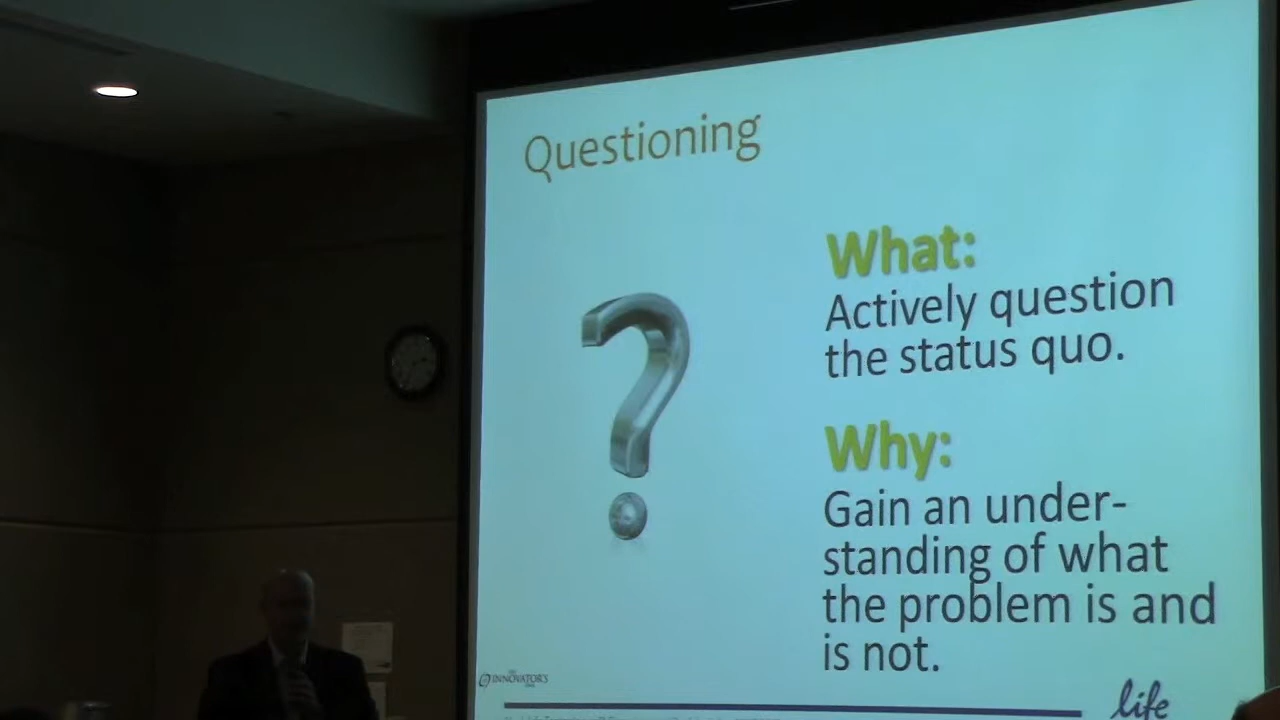 Questioning
What:
Actively question
the status quo.
Why:
Gain an under-
standing of what
the problem is and
is not.
INNOVATOR'S
life